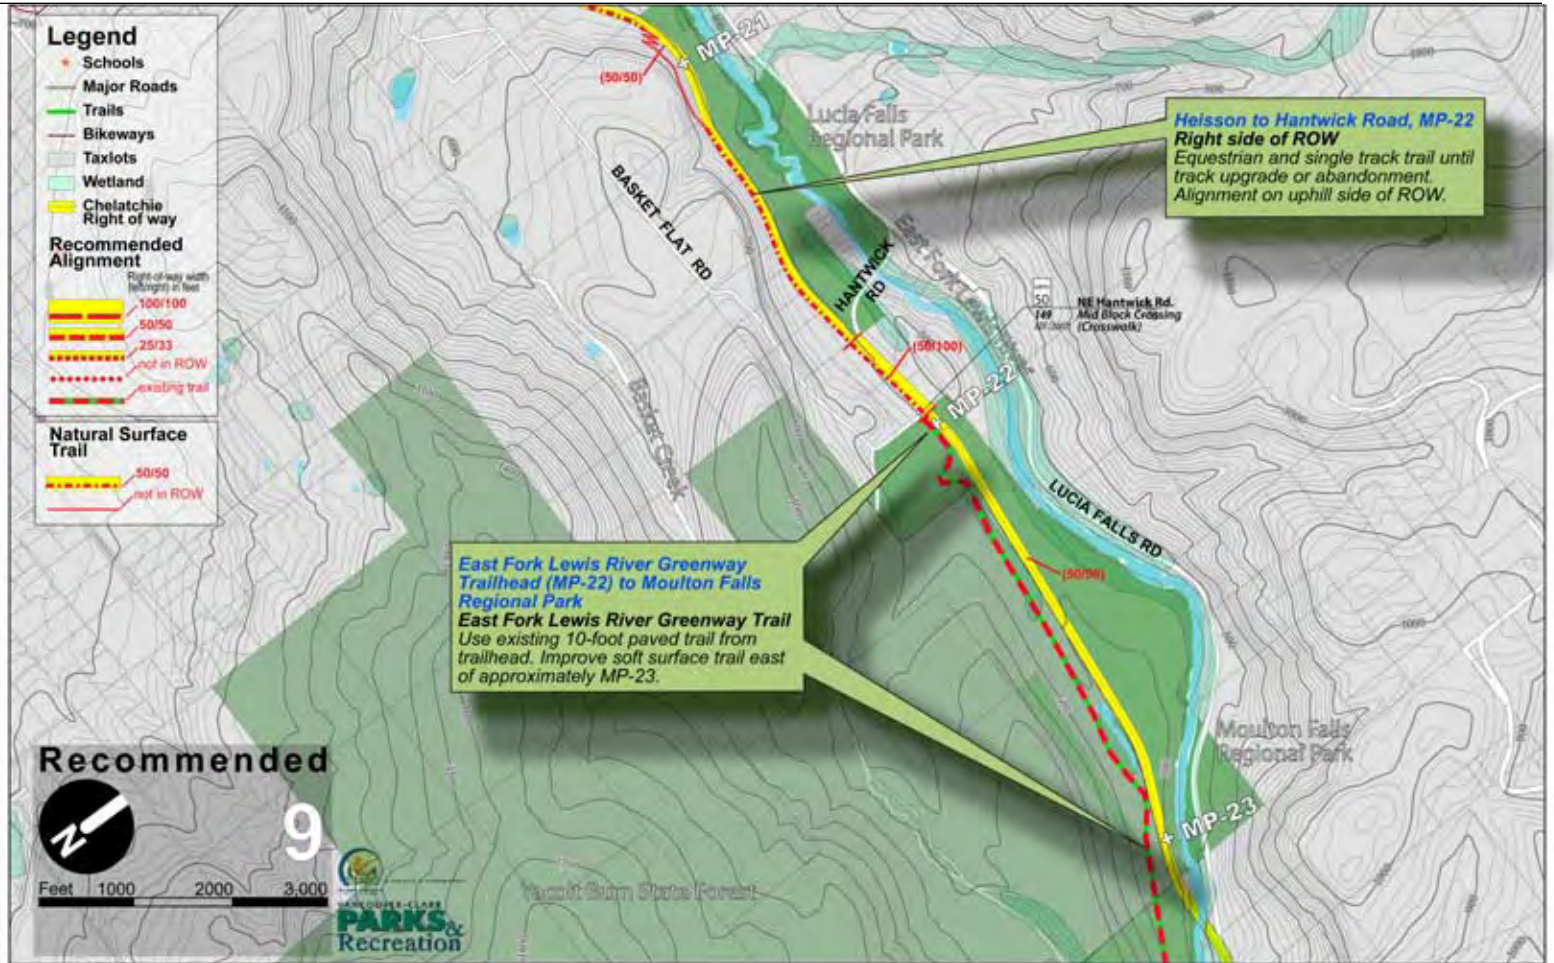 Legend
Schools
Major Roads
Trails
Bikeways
Taxlots
Wetland
Chelatchie
Right of way
Recommended
Alignment
Right-of-way width
(left/right) in feet
100/100
50/50
25/33
not in ROW
existing trail
Natural Surface
Trail
50/50
not in ROW
MP-21
(50/50)
Lucia Falls
Regional Park
Heisson to Hantwick Road, MP-22
Right side of ROW
Equestrian and single track trail until
track upgrade or abandonment.
Alignment on uphill side of ROW.
BASKET FLAT RD
HANTWICK
RD
East Fork
50
149
NE Hantwick Rd.
Mid Block Crossing
(Crosswalk)
(50/100)
MP-22
Basket Creek
LUCIA FALLS RD
East Fork Lewis River Greenway
Trailhead (MP-22) to Moulton Falls
Regional Park
East Fork Lewis River Greenway Trail
Use existing 10-foot paved trail from
trailhead. Improve soft surface trail east
of approximately MP-23.
Moulton Falls
Regional Park
MP-23
Yacolt Burn State Forest
Recommended
N
9
Feet 1000 2000 3,000
VANCOUVER-CLARK
PARKS&
Recreation